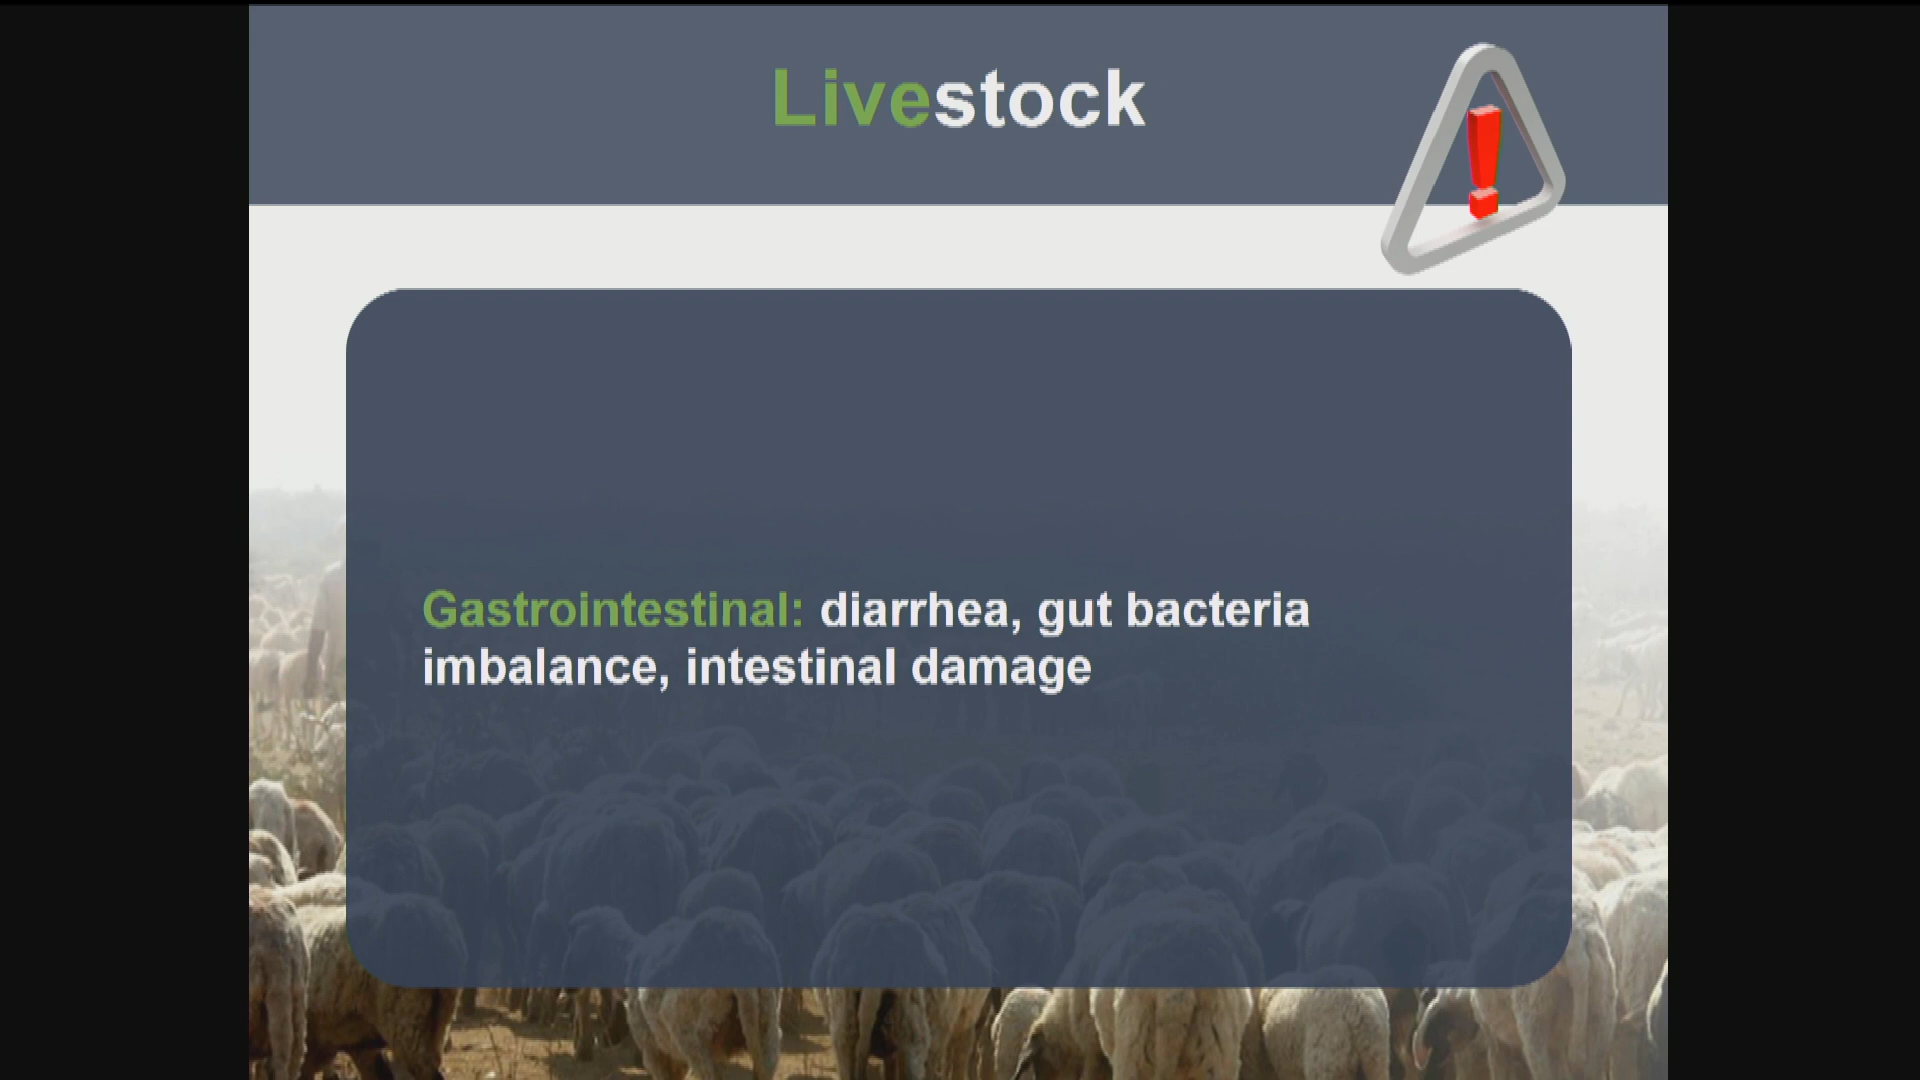 Livestock
Gastrointestinal: diarrhea, gut bacteria
imbalance, intestinal damage